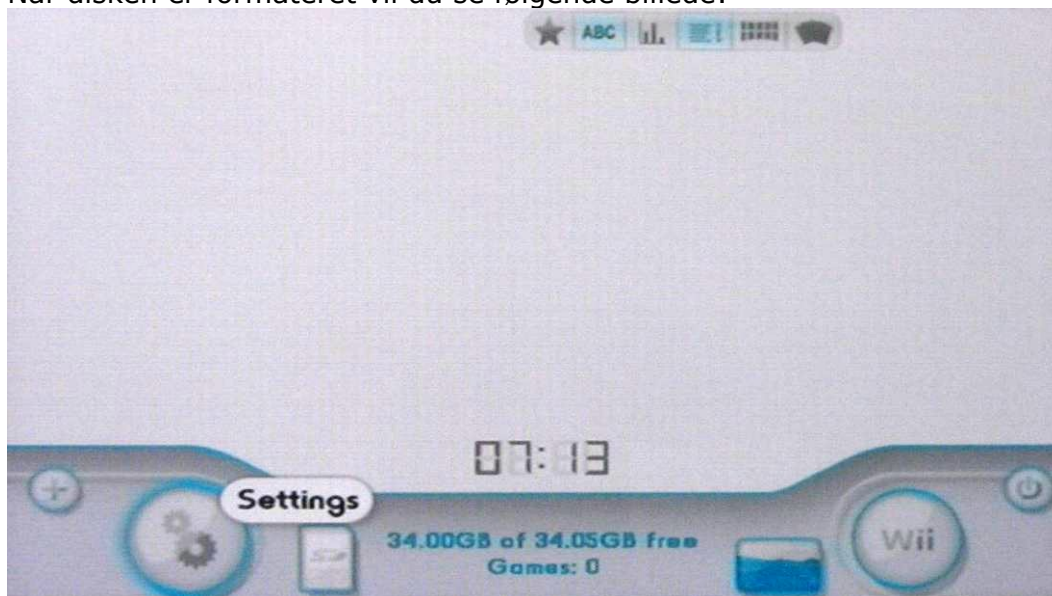 Når disken er formateret vil du se følgende billede:
ABC
07:13
Settings
SD
34.00GB of 34.05GB free
Games: 0
Wii